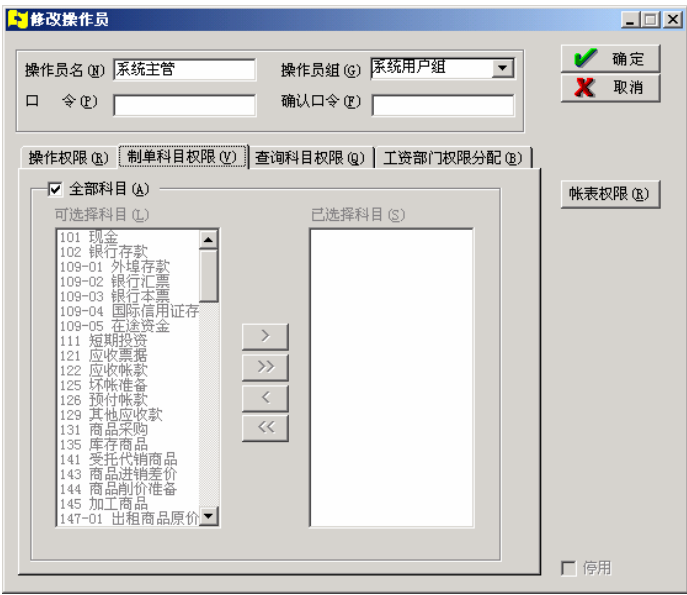 修改操作员
操作员名(N) 系统主管 操作员组(G) 系统用户组
口 令(P) 确认口令(F)
确定
取消
操作权限(R) 制单科目权限(V) 查询科目权限(Q) 工资部门权限分配(B)
帐表权限(R)
全部科目(A)
可选择科目(L) 已选择科目(S)
101 现金
102 银行存款
109-01 外埠存款
109-02 银行汇票
109-03 银行本票
109-04 国际信用证存
109-05 在途资金
111 短期投资
121 应收票据
122 应收帐款
125 坏帐准备
126 预付帐款
129 其他应收款
131 商品采购
135 库存商品
141 受托代销商品
143 商品进销差价
144 商品削价准备
145 加工商品
147-01 出租商品原价
>
>>
<
<<
停用